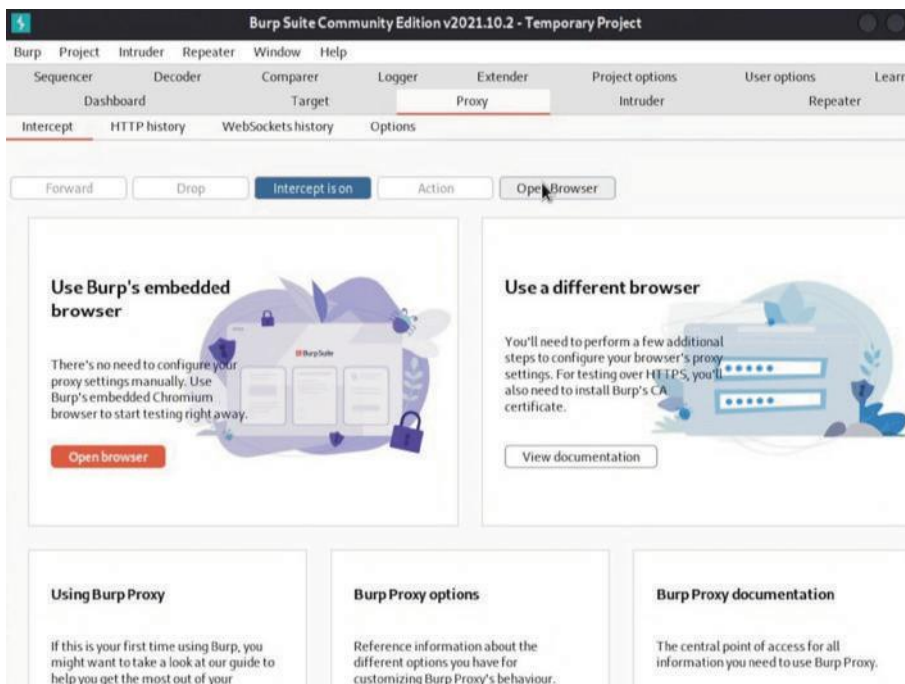 Burp Suite Community Edition v2021.10.2 - Temporary Project
Burp Project Intruder Repeater Window Help
Sequencer Decoder Comparer Logger Extender Project options User options Learn
Dashboard Target Proxy Intruder Repeater
Intercept HTTP history WebSockets history Options
Forward Drop Intercept is on Action Open Browser
Use Burp's embedded
browser
There's no need to configure your
proxy settings manually. Use
Burp's embedded Chromium
browser to start testing right away.
BurpSuite
Open browser
Use a different browser
You'll need to perform a few additional
steps to configure your browser's proxy
settings. For testing over HTTPS, you'll
also need to install Burp's CA
certificate.
View documentation
Using Burp Proxy
If this is your first time using Burp, you
might want to take a look at our guide to
help you get the most out of your
Burp Proxy options
Reference information about the
different options you have for
customizing Burp Proxy's behaviour.
Burp Proxy documentation
The central point of access for all
information you need to use Burp Proxy.